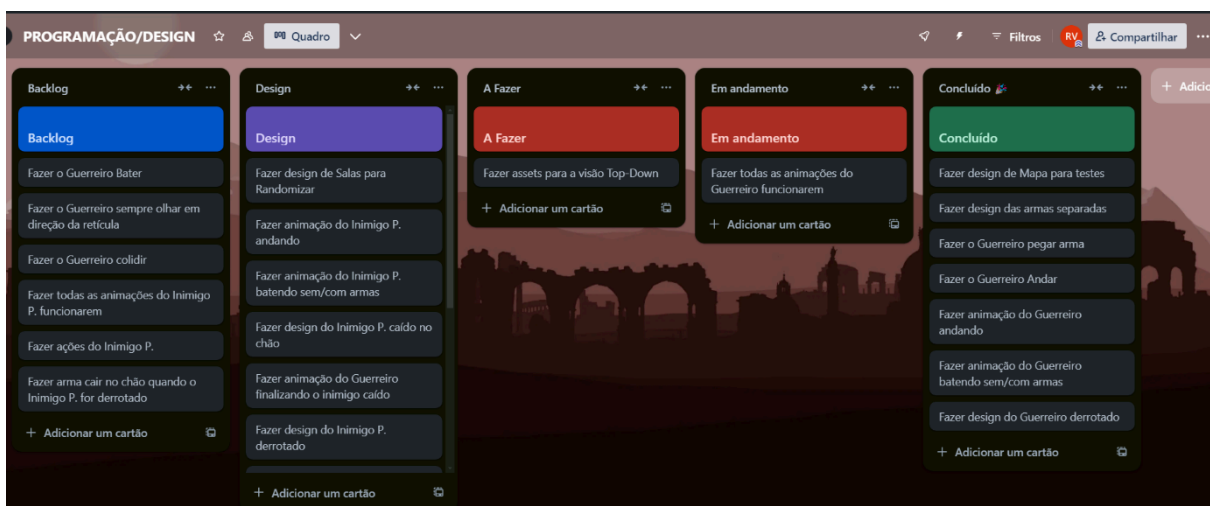 PROGRAMAÇÃO/DESIGN
Quadro
Filtros
RV
Compartilhar
Backlog
Backlog
Fazer o Guerreiro Bater
Fazer o Guerreiro sempre olhar em
direção da retícula
Fazer o Guerreiro colidir
Fazer todas as animações do Inimigo
P. funcionarem
Fazer ações do Inimigo P.
Fazer arma cair no chão quando o
Inimigo P. for derrotado
+ Adicionar um cartão
Design
Design
Fazer design de Salas para
Randomizar
Fazer animação do Inimigo P.
andando
Fazer animação do Inimigo P.
batendo sem/com armas
Fazer design do Inimigo P. caído no
chão
Fazer animação do Guerreiro
finalizando o inimigo caído
Fazer design do Inimigo P.
derrotado
+ Adicionar um cartão
A Fazer
A Fazer
Fazer assets para a visão Top-Down
+ Adicionar um cartão
Em andamento
Em andamento
Fazer todas as animações do
Guerreiro funcionarem
+ Adicionar um cartão
Concluído 🎉
Concluído
Fazer design de Mapa para testes
Fazer design das armas separadas
Fazer o Guerreiro pegar arma
Fazer o Guerreiro Andar
Fazer animação do Guerreiro
andando
Fazer animação do Guerreiro
batendo sem/com armas
Fazer design do Guerreiro derrotado
+ Adicionar um cartão
+ Adicio